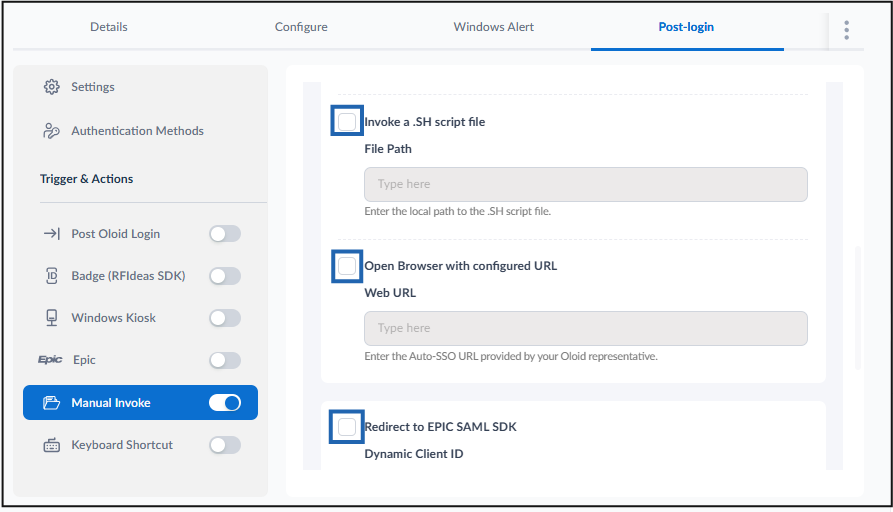 Details
Configure
Windows Alert
Post-login
Settings
Authentication Methods
Trigger & Actions
Post Oloid Login
ID
Badge (RFIdeas SDK)
Windows Kiosk
Epic
Epic
Manual Invoke
Keyboard Shortcut
Invoke a .SH script file
File Path
Type here
Enter the local path to the .SH script file.
Open Browser with configured URL
Web URL
Type here
Enter the Auto-SSO URL provided by your Oloid representative.
Redirect to EPIC SAML SDK
Dynamic Client ID